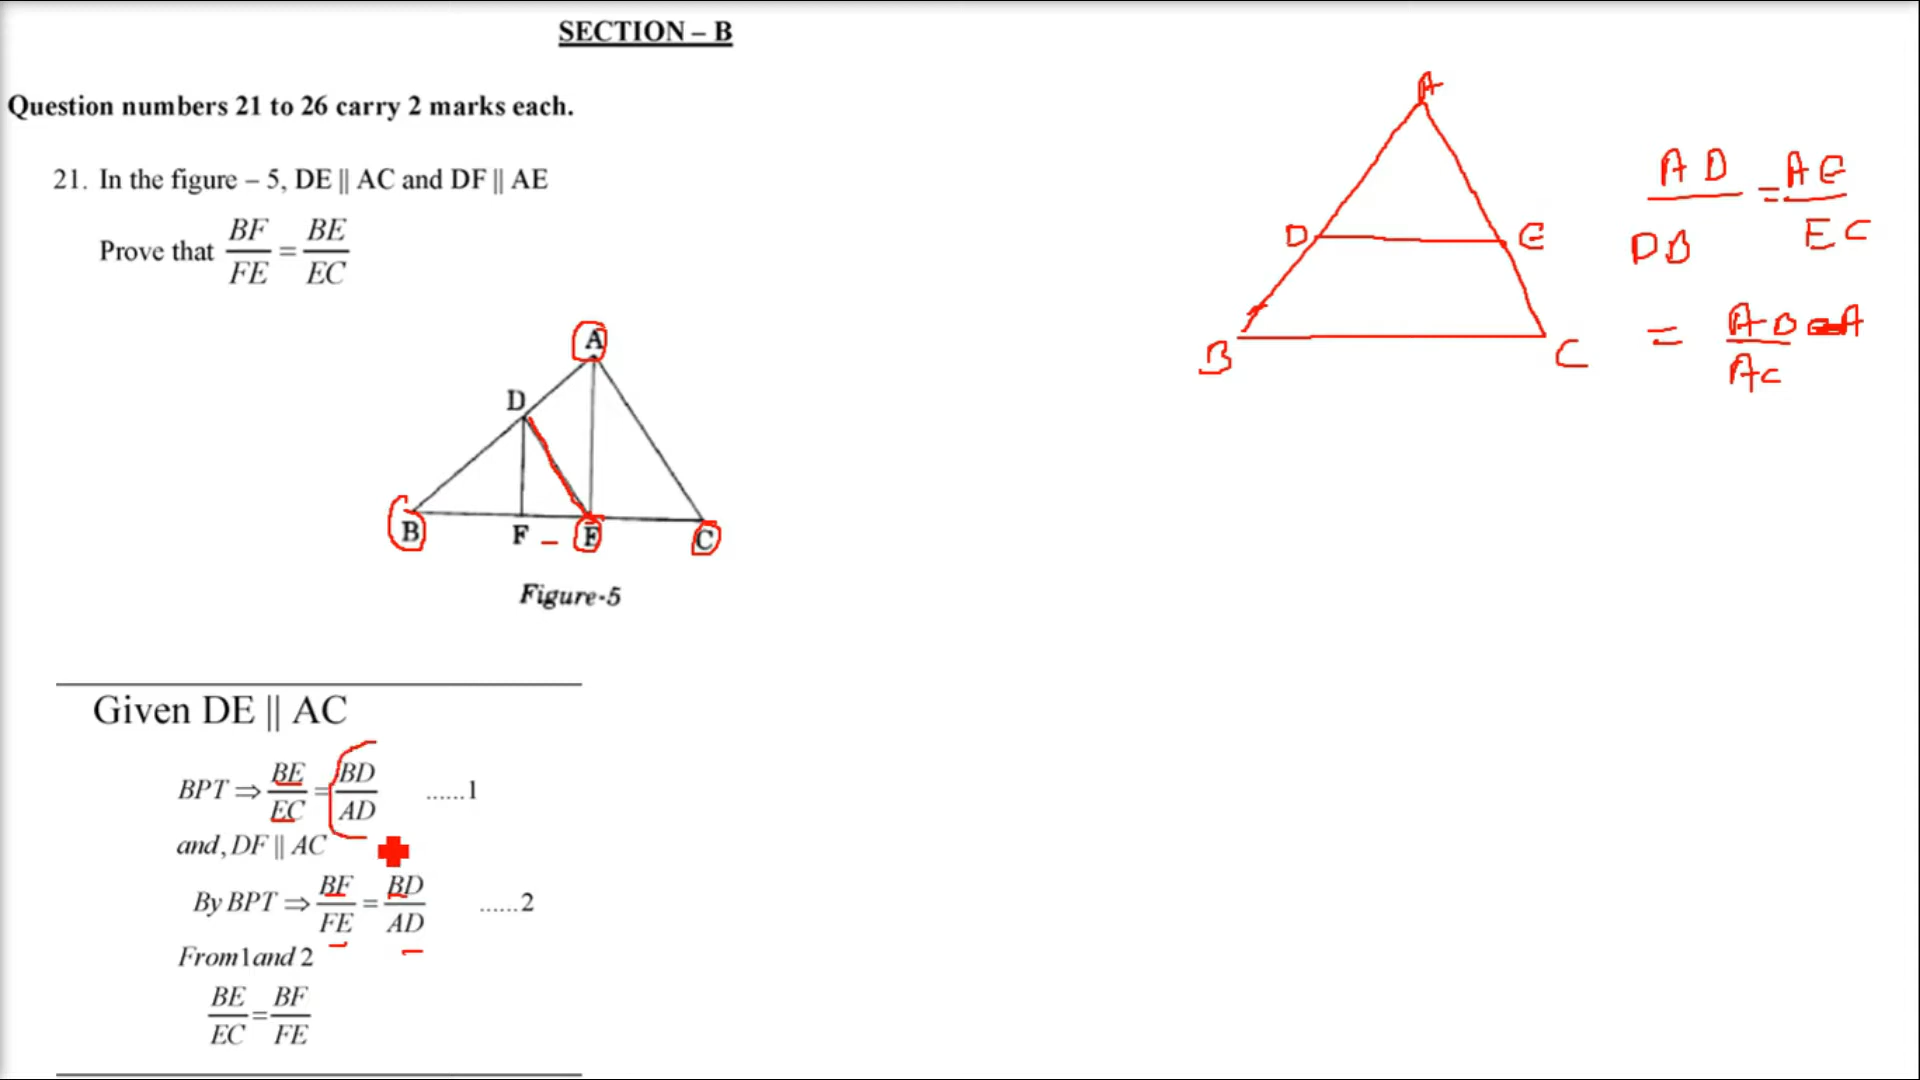 SECTION – B
Question numbers 21 to 26 carry 2 marks each.
21. In the figure – 5, DE || AC and DF || AE
Prove that BF/FE = BE/EC
A
D
B F E C
Figure-5
Given DE || AC
BPT ⇒ BE/EC = BD/AD ......1
and, DF || AC
By BPT ⇒ BF/FE = BD/AD ......2
From 1 and 2
BE/EC = BF/FE
A
D E
B C
AD/DB = AE/EC